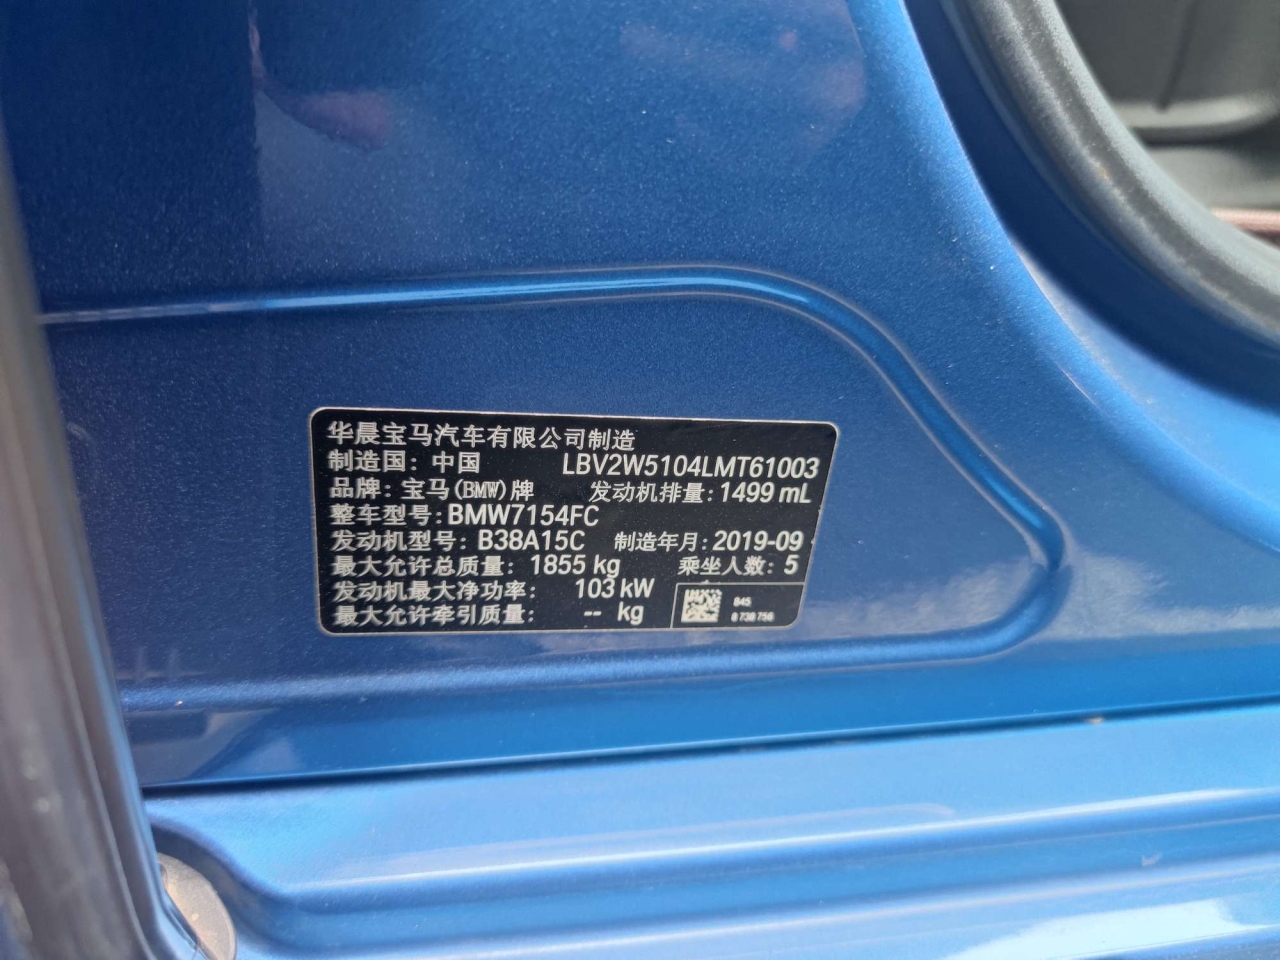 华晨宝马汽车有限公司制造
制造国：中国 LBV2W5104LMT61003
品牌：宝马(BMW)牌 发动机排量：1499 mL
整车型号：BMW7154FC
发动机型号：B38A15C 制造年月：2019-09
最大允许总质量：1855 kg 乘坐人数：5
发动机最大净功率：103 kW
最大允许牵引质量：-- kg
845
8 738 756